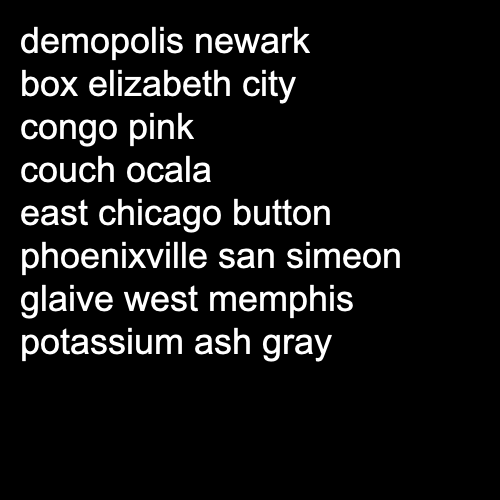 demopolis newark
box elizabeth city
congo pink
couch ocala
east chicago button
phoenixville san simeon
glaive west memphis
potassium ash gray